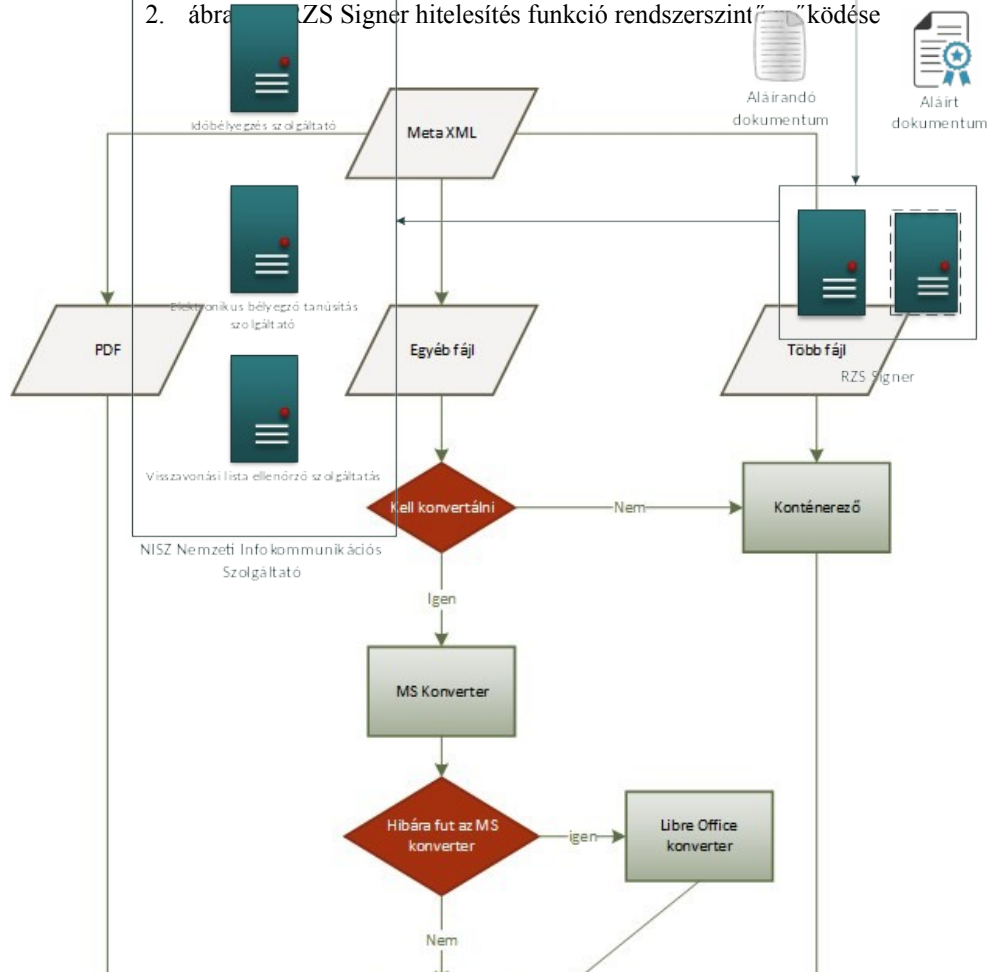 2. ábra RZS Signer hitelesítés funkció rendszerszintű működése
Időbélyegzés szolgáltató
Meta XML
Aláírandó
dokumentum
Aláírt
dokumentum
Elektronikus bélyegző tanúsítás
szolgáltató
PDF
Egyéb fájl
Több fájl
RZS Signer
Visszavonási lista ellenőrző szolgáltatás
Kell konvertálni
Nem
Konténerező
NISZ Nemzeti Infokommunikációs
Szolgáltató
Igen
MS Konverter
Hibára fut az MS
konverter
igen
Libre Office
konverter
Nem